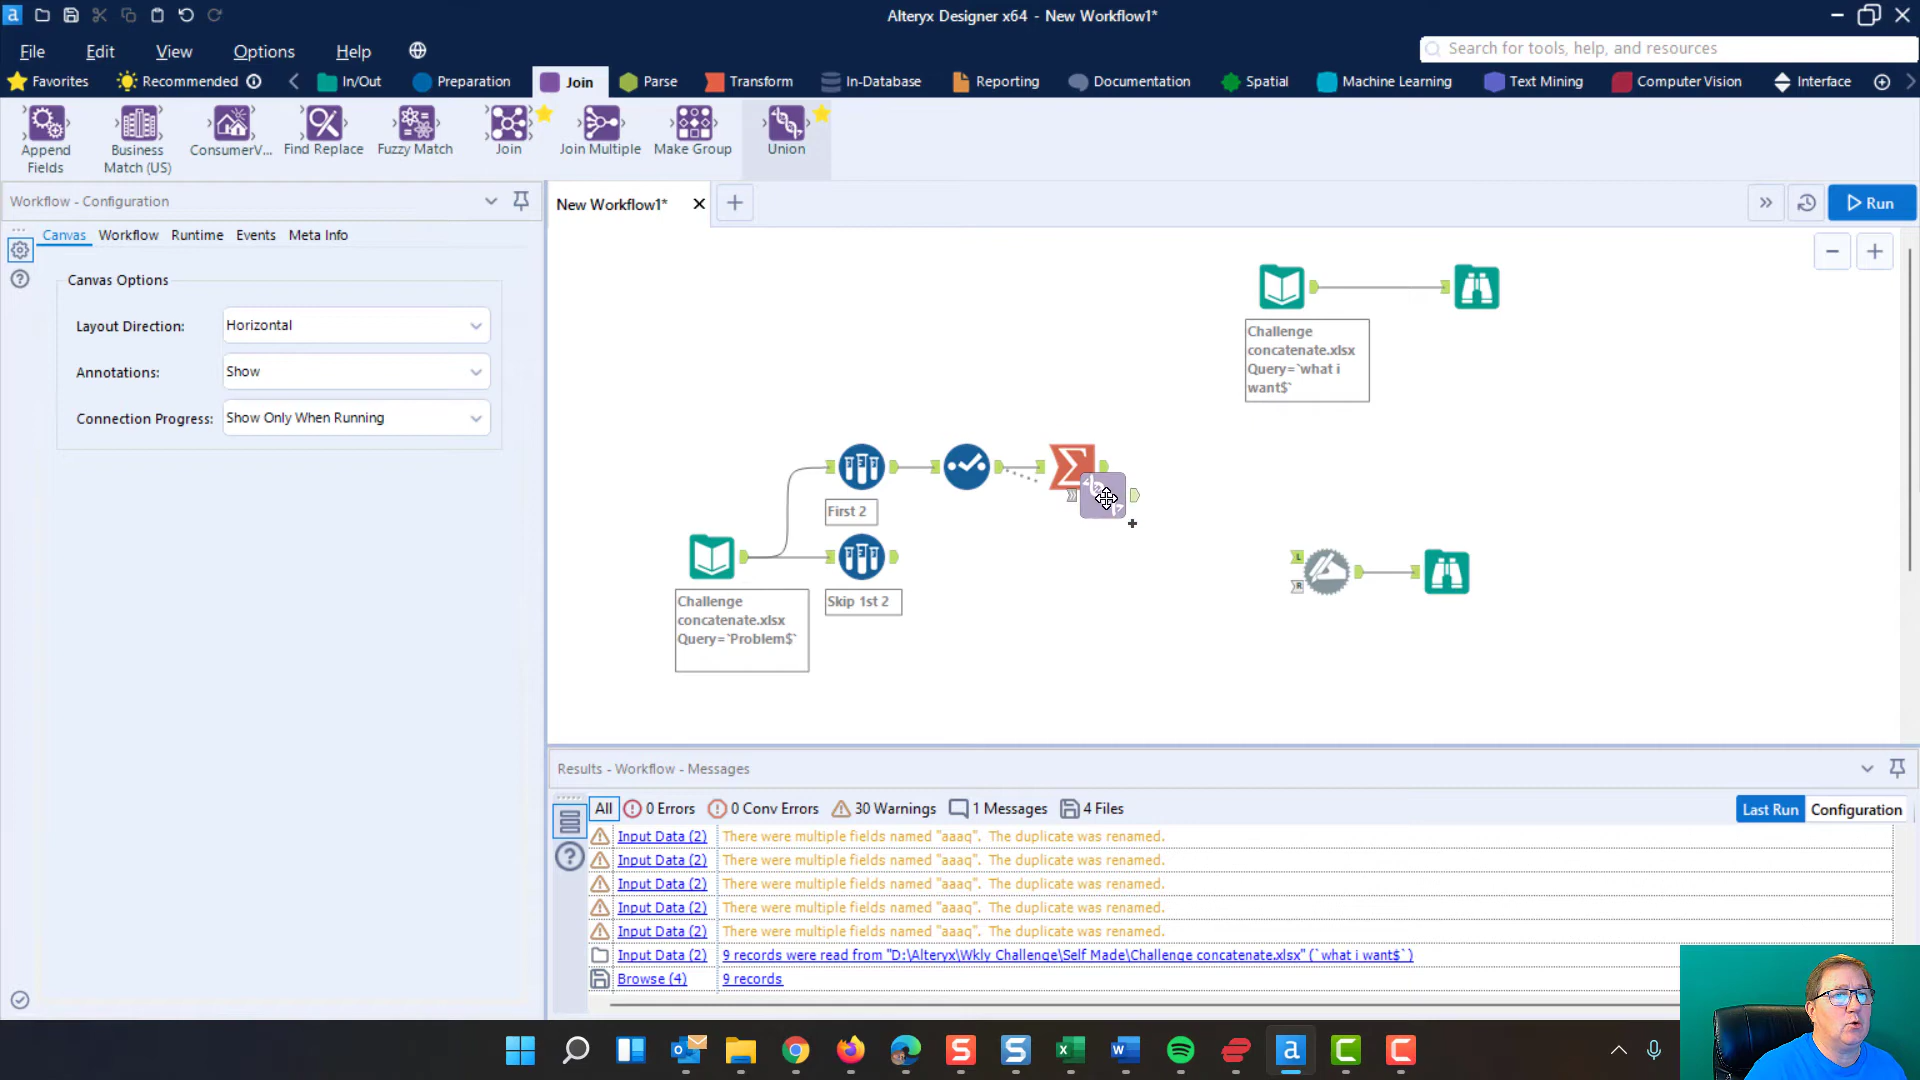 Alteryx Designer x64 - New Workflow1*
File
Edit
View
Options
Help
Search for tools, help, and resources
Favorites
Recommended
In/Out
Preparation
Join
Parse
Transform
In-Database
Reporting
Documentation
Spatial
Machine Learning
Text Mining
Computer Vision
Interface
Append
Fields
Business
Match (US)
ConsumerV...
Find Replace
Fuzzy Match
Join
Join Multiple
Make Group
Union
Workflow - Configuration
New Workflow1*
Run
Canvas
Workflow
Runtime
Events
Meta Info
Canvas Options
Layout Direction:
Horizontal
Annotations:
Show
Connection Progress:
Show Only When Running
Challenge
concatenate.xlsx
Query=`what i
want$`
First 2
Skip 1st 2
Challenge
concatenate.xlsx
Query=`Problem$`
L
R
Results - Workflow - Messages
All
0 Errors
0 Conv Errors
30 Warnings
1 Messages
4 Files
Last Run
Configuration
Input Data (2) There were multiple fields named "aaaq". The duplicate was renamed.
Input Data (2) There were multiple fields named "aaaq". The duplicate was renamed.
Input Data (2) There were multiple fields named "aaaq". The duplicate was renamed.
Input Data (2) There were multiple fields named "aaaq". The duplicate was renamed.
Input Data (2) There were multiple fields named "aaaq". The duplicate was renamed.
Input Data (2) 9 records were read from "D:\Alteryx\Wkly Challenge\Self Made\Challenge concatenate.xlsx" (`what i want$`)
Browse (4) 9 records